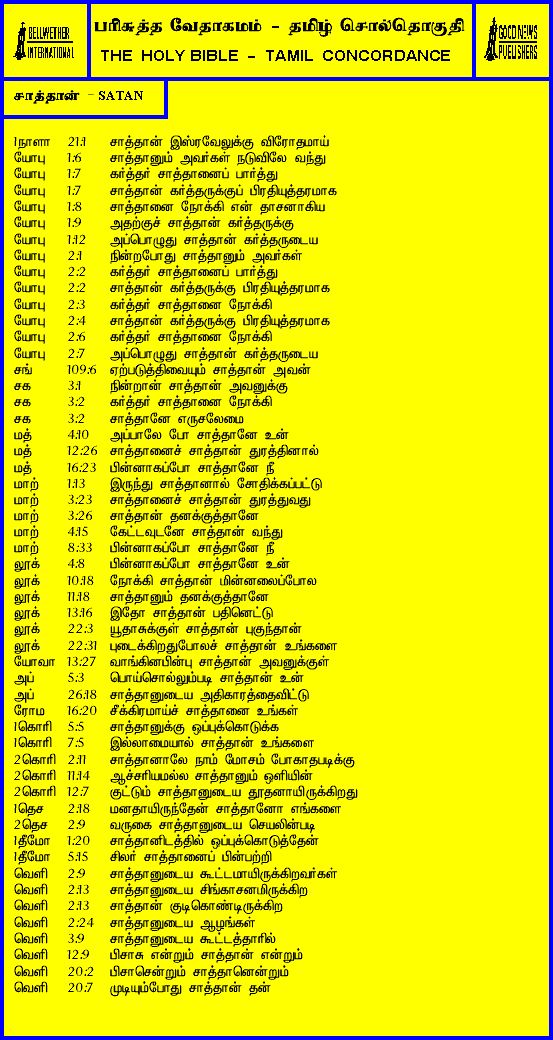 BELLWETHER INTERNATIONAL
பரிசுத்த வேதாகமம் - தமிழ் சொல்தொகுதி
THE HOLY BIBLE - TAMIL CONCORDANCE
GOOD NEWS PUBLISHERS
சாத்தான் - SATAN
1நாளா 21:1 சாத்தான் இஸ்ரவேலுக்கு விரோதமாய்
யோபு 1:6 சாத்தானும் அவர்கள் நடுவிலே வந்து
யோபு 1:7 கர்த்தர் சாத்தானைப் பார்த்து
யோபு 1:7 சாத்தான் கர்த்தருக்குப் பிரதியுத்தரமாக
யோபு 1:8 சாத்தானை நோக்கி என் தாசனாகிய
யோபு 1:9 அதற்குச் சாத்தான் கர்த்தருக்கு
யோபு 1:12 அப்பொழுது சாத்தான் கர்த்தருடைய
யோபு 2:1 நின்றபோது சாத்தானும் அவர்கள்
யோபு 2:2 கர்த்தர் சாத்தானைப் பார்த்து
யோபு 2:2 சாத்தான் கர்த்தருக்கு பிரதியுத்தரமாக
யோபு 2:3 கர்த்தர் சாத்தானை நோக்கி
யோபு 2:4 சாத்தான் கர்த்தருக்கு பிரதியுத்தரமாக
யோபு 2:6 கர்த்தர் சாத்தானை நோக்கி
யோபு 2:7 அப்பொழுது சாத்தான் கர்த்தருடைய
சங் 109:6 ஏற்படுத்திவையும் சாத்தான் அவன்
சக 3:1 நின்றான் சாத்தான் அவனுக்கு
சக 3:2 கர்த்தர் சாத்தானை நோக்கி
சக 3:2 சாத்தானே எருசலேமை
மத் 4:10 அப்பாலே போ சாத்தானே உன்
மத் 12:26 சாத்தானைச் சாத்தான் துரத்தினால்
மத் 16:23 பின்னாகப்போ சாத்தானே நீ
மாற் 1:13 இருந்து சாத்தானால் சோதிக்கப்பட்டு
மாற் 3:23 சாத்தானைச் சாத்தான் துரத்துவது
மாற் 3:26 சாத்தான் தனக்குத்தானே
மாற் 4:15 கேட்டவுடனே சாத்தான் வந்து
மாற் 8:33 பின்னாகப்போ சாத்தானே நீ
லூக் 4:8 பின்னாகப்போ சாத்தானே உன்
லூக் 10:18 நோக்கி சாத்தான் மின்னலைப்போல
லூக் 11:18 சாத்தானும் தனக்குத்தானே
லூக் 13:16 இதோ சாத்தான் பதினெட்டு
லூக் 22:3 யூதாசுக்குள் சாத்தான் புகுந்தான்
லூக் 22:31 புடைக்கிறதுபோலச் சாத்தான் உங்களை
யோவா 13:27 வாங்கினபின்பு சாத்தான் அவனுக்குள்
அப் 5:3 பொய்சொல்லும்படி சாத்தான் உன்
அப் 26:18 சாத்தானுடைய அதிகாரத்தைவிட்டு
ரோம 16:20 சீக்கிரமாய்ச் சாத்தானை உங்கள்
1கொரி 5:5 சாத்தானுக்கு ஒப்புக்கொடுக்க
1கொரி 7:5 இல்லாமையால் சாத்தான் உங்களை
2கொரி 2:11 சாத்தானாலே நாம் மோசம் போகாதபடிக்கு
2கொரி 11:14 ஆச்சரியமல்ல சாத்தானும் ஒளியின்
2கொரி 12:7 குட்டும் சாத்தானுடைய தூதனாயிருக்கிறது
1தெச 2:18 மனதாயிருந்தேன் சாத்தானோ எங்களை
2தெச 2:9 வருகை சாத்தானுடைய செயலின்படி
1தீமோ 1:20 சாத்தானிடத்தில் ஒப்புக்கொடுத்தேன்
1தீமோ 5:15 சிலர் சாத்தானைப் பின்பற்றி
வெளி 2:9 சாத்தானுடைய கூட்டமாயிருக்கிறவர்கள்
வெளி 2:13 சாத்தானுடைய சிங்காசனமிருக்கிற
வெளி 2:13 சாத்தான் குடிகொண்டிருக்கிற
வெளி 2:24 சாத்தானுடைய ஆழங்கள்
வெளி 3:9 சாத்தானுடைய கூட்டத்தாரில்
வெளி 12:9 பிசாசு என்றும் சாத்தான் என்றும்
வெளி 20:2 பிசாசென்றும் சாத்தானென்றும்
வெளி 20:7 முடியும்போது சாத்தான் தன்